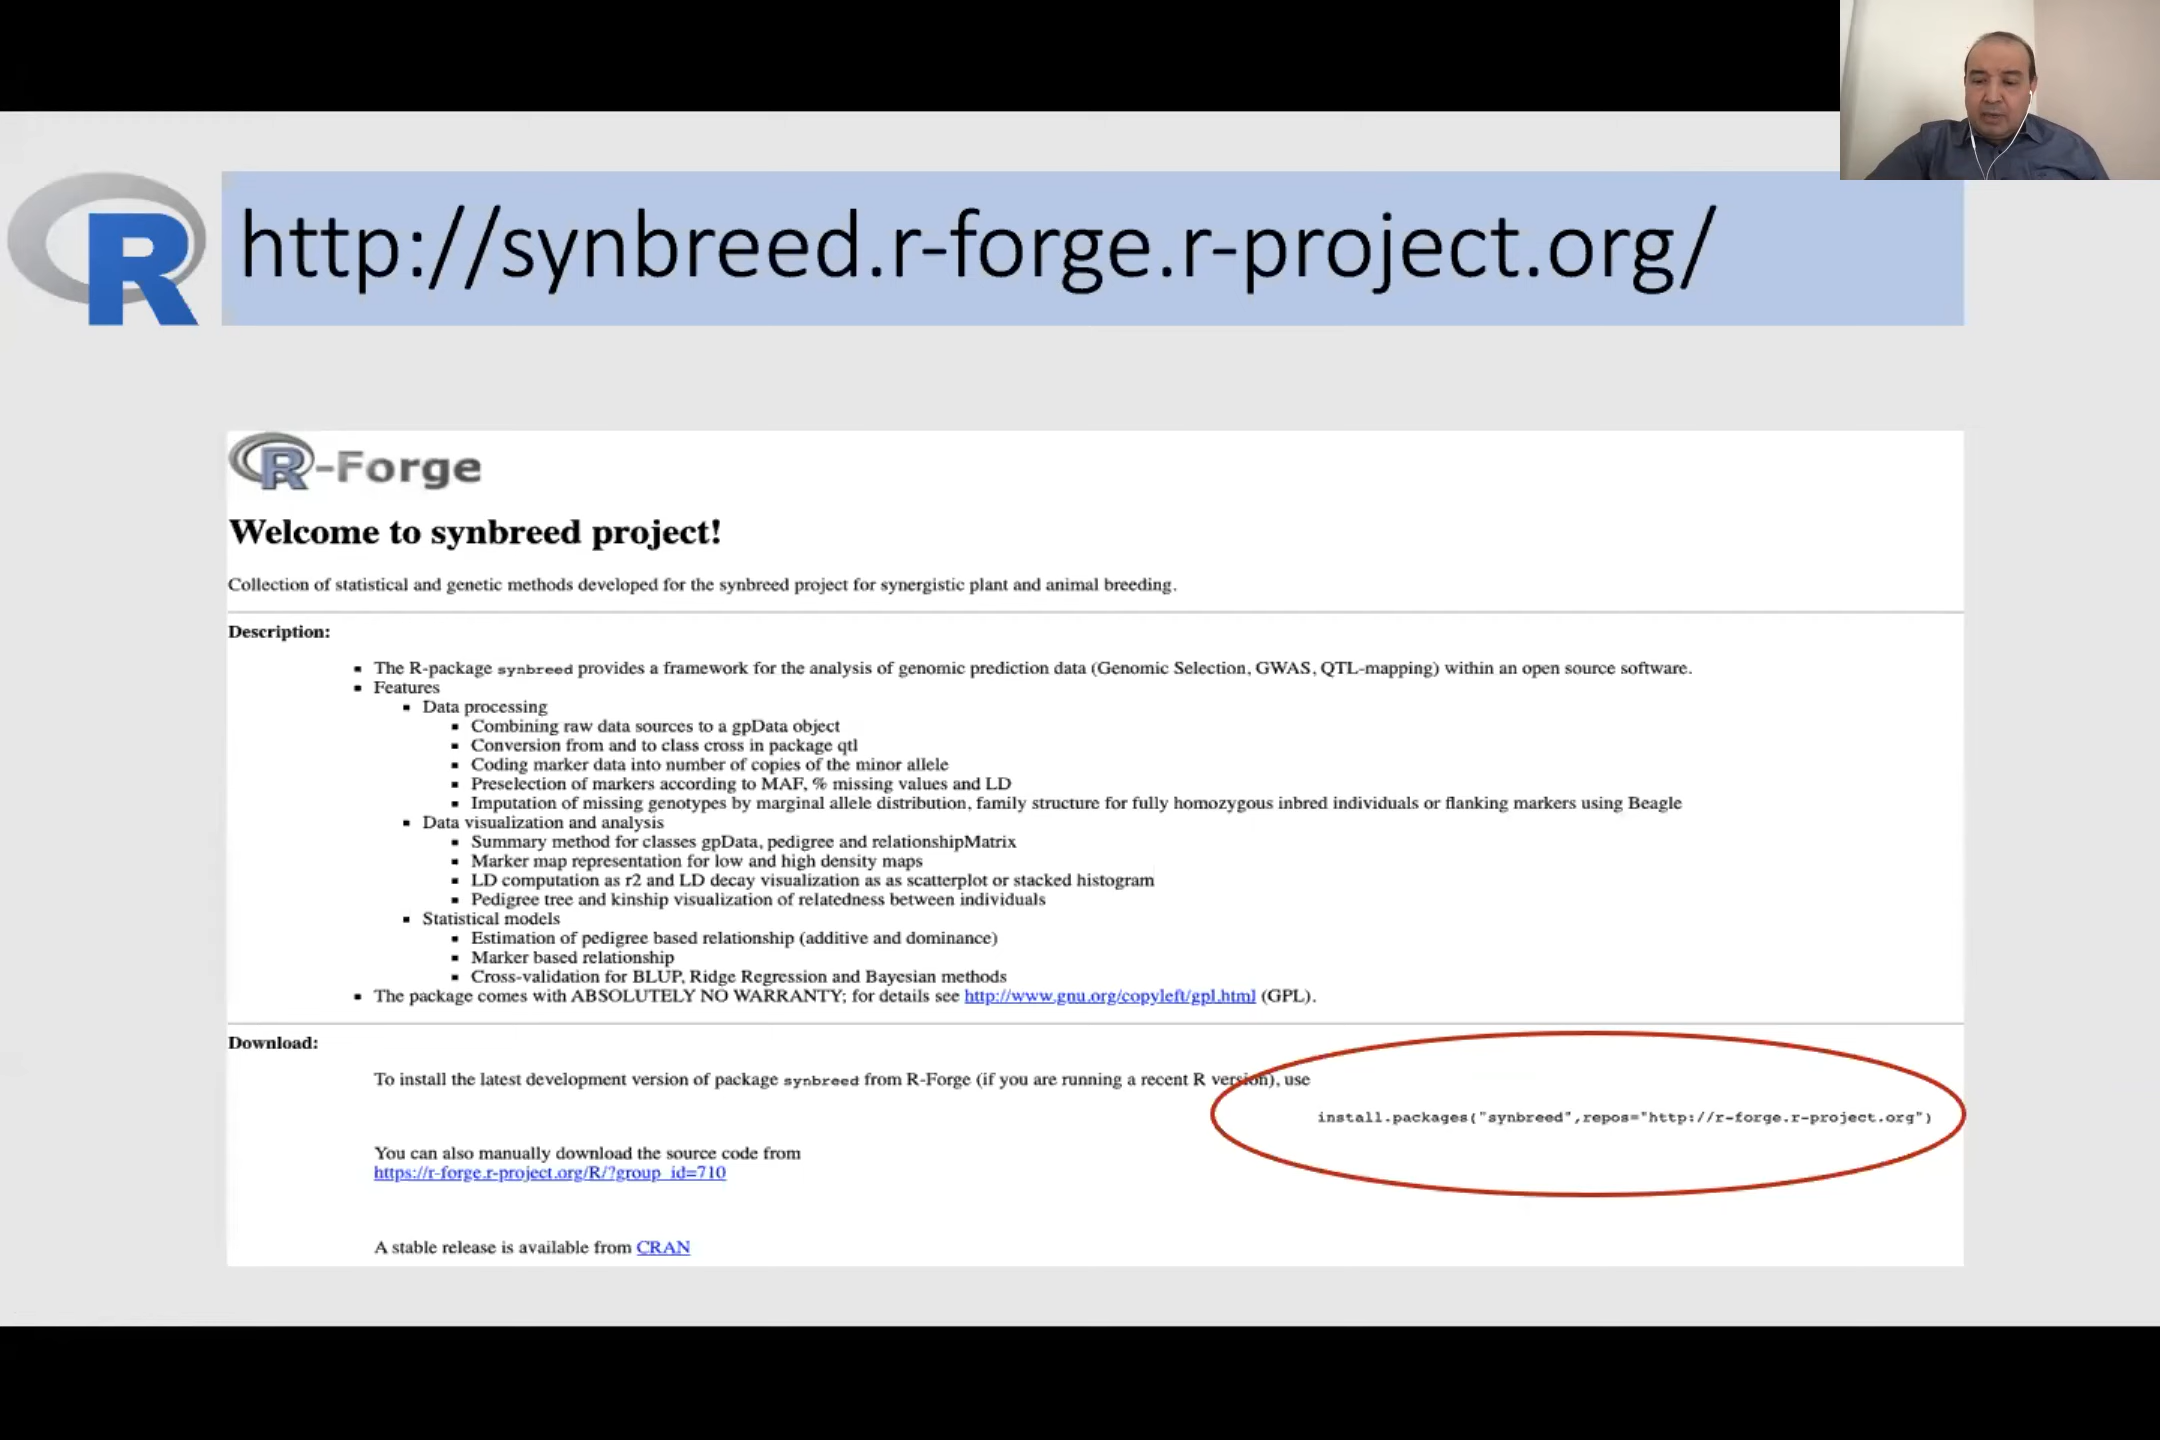 R
http://synbreed.r-forge.r-project.org/
R-Forge
Welcome to synbreed project!
Collection of statistical and genetic methods developed for the synbreed project for synergistic plant and animal breeding.
Description:
▪ The R-package synbreed provides a framework for the analysis of genomic prediction data (Genomic Selection, GWAS, QTL-mapping) within an open source software.
▪ Features
▪ Data processing
▪ Combining raw data sources to a gpData object
▪ Conversion from and to class cross in package qtl
▪ Coding marker data into number of copies of the minor allele
▪ Preselection of markers according to MAF, % missing values and LD
▪ Imputation of missing genotypes by marginal allele distribution, family structure for fully homozygous inbred individuals or flanking markers using Beagle
▪ Data visualization and analysis
▪ Summary method for classes gpData, pedigree and relationshipMatrix
▪ Marker map representation for low and high density maps
▪ LD computation as r2 and LD decay visualization as as scatterplot or stacked histogram
▪ Pedigree tree and kinship visualization of relatedness between individuals
▪ Statistical models
▪ Estimation of pedigree based relationship (additive and dominance)
▪ Marker based relationship
▪ Cross-validation for BLUP, Ridge Regression and Bayesian methods
▪ The package comes with ABSOLUTELY NO WARRANTY; for details see http://www.gnu.org/copyleft/gpl.html (GPL).
Download:
To install the latest development version of package synbreed from R-Forge (if you are running a recent R version), use
install.packages("synbreed",repos="http://r-forge.r-project.org")
You can also manually download the source code from
https://r-forge.r-project.org/R/?group_id=710
A stable release is available from CRAN